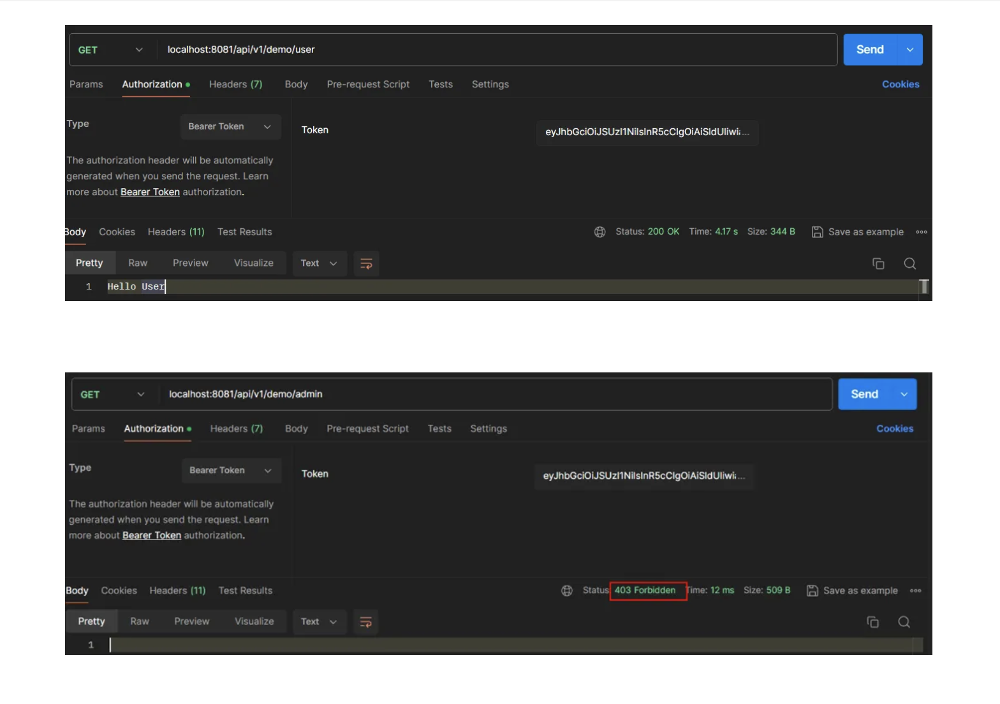 GET localhost:8081/api/v1/demo/user Send
Params Authorization Headers (7) Body Pre-request Script Tests Settings Cookies
Type Bearer Token Token eyJhbGciOiJSUzI1NiIsInR5cCIgOiAiSldUIiwi...
The authorization header will be automatically
generated when you send the request. Learn
more about Bearer Token authorization.
Body Cookies Headers (11) Test Results Status: 200 OK Time: 4.17 s Size: 344 B Save as example
Pretty Raw Preview Visualize Text
1 Hello User
GET localhost:8081/api/v1/demo/admin Send
Params Authorization Headers (7) Body Pre-request Script Tests Settings Cookies
Type Bearer Token Token eyJhbGciOiJSUzI1NiIsInR5cCIgOiAiSldUIiwi...
The authorization header will be automatically
generated when you send the request. Learn
more about Bearer Token authorization.
Body Cookies Headers (11) Test Results Status 403 Forbidden Time: 12 ms Size: 509 B Save as example
Pretty Raw Preview Visualize Text
1